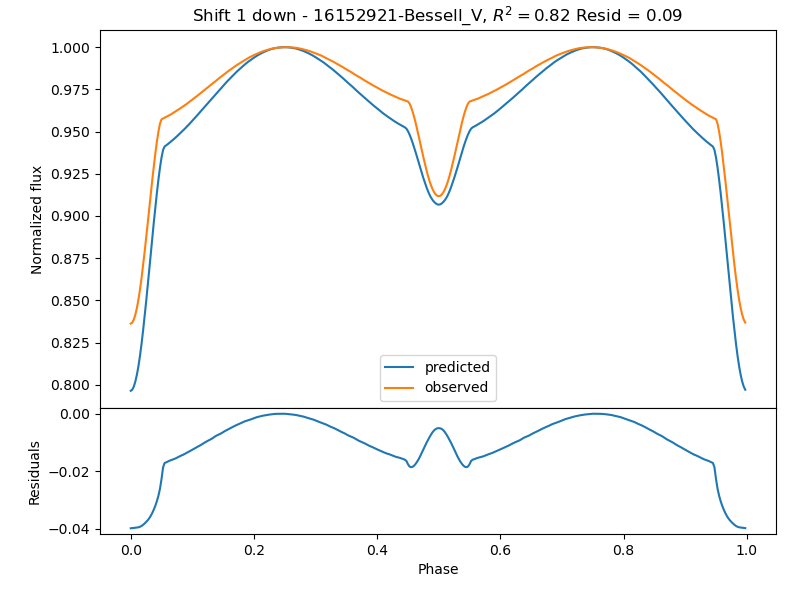 Shift 1 down - 16152921-Bessell_V, $R^2 = 0.82$ Resid = 0.09
1.000
0.975
0.950
0.925
0.900
0.875
0.850
0.825
0.800
Normalized flux
predicted
observed
0.00
−0.02
−0.04
Residuals
0.0 0.2 0.4 0.6 0.8 1.0
Phase